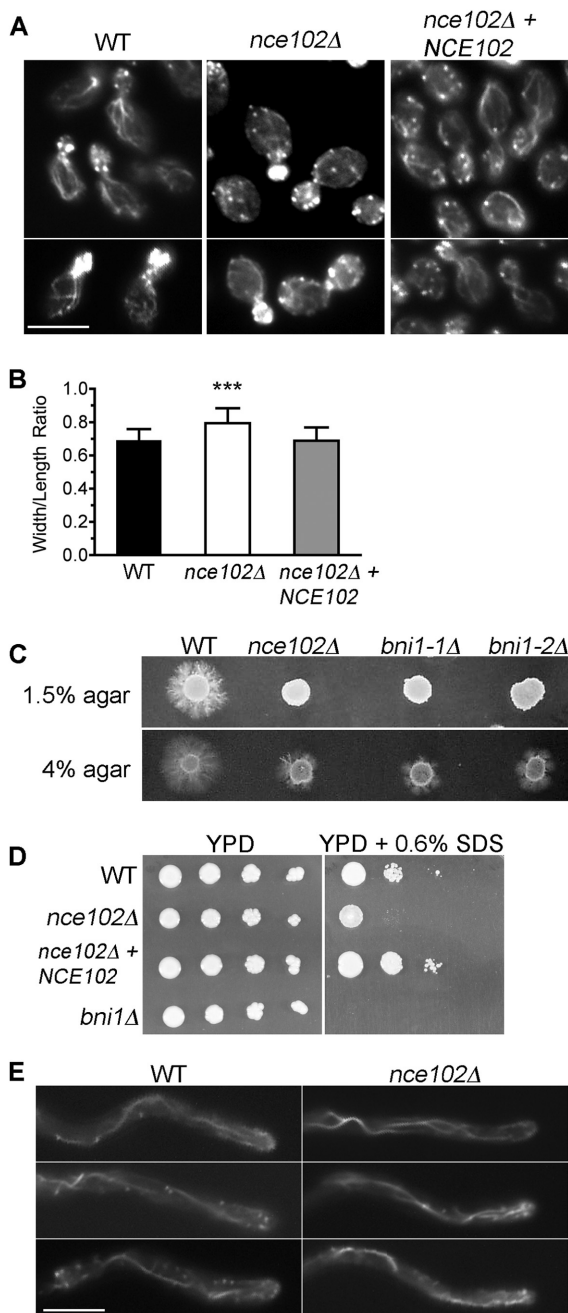 A
WT
nce102Δ
nce102Δ +
NCE102
B
Width/Length Ratio
1.0
0.8
0.6
0.4
0.2
0.0
***
WT
nce102Δ
nce102Δ +
NCE102
C
WT
nce102Δ
bni1-1Δ
bni1-2Δ
1.5% agar
4% agar
D
YPD
YPD + 0.6% SDS
WT
nce102Δ
nce102Δ +
NCE102
bni1Δ
E
WT
nce102Δ